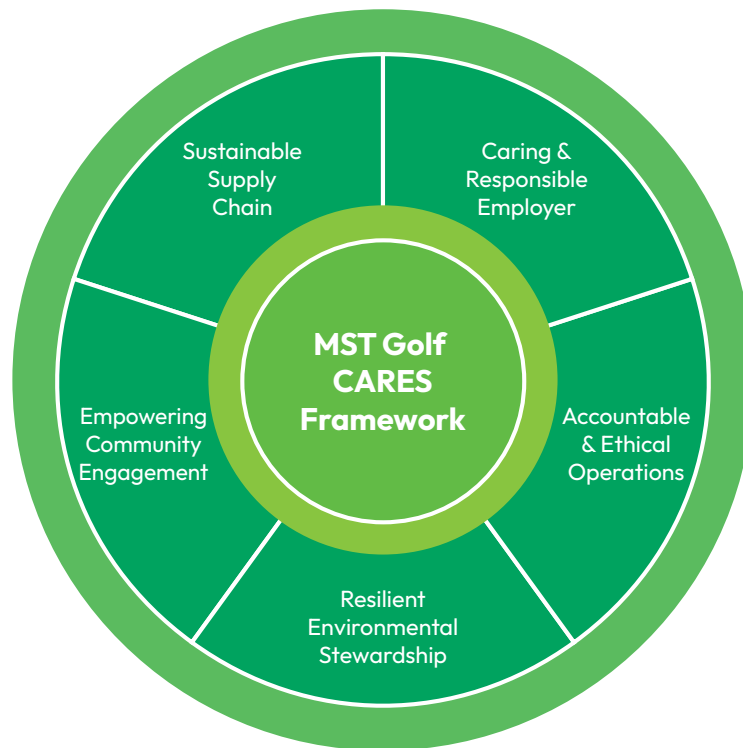 Sustainable
Supply
Chain
Caring &
Responsible
Employer
MST Golf
CARES
Framework
Empowering
Community
Engagement
Accountable
& Ethical
Operations
Resilient
Environmental
Stewardship